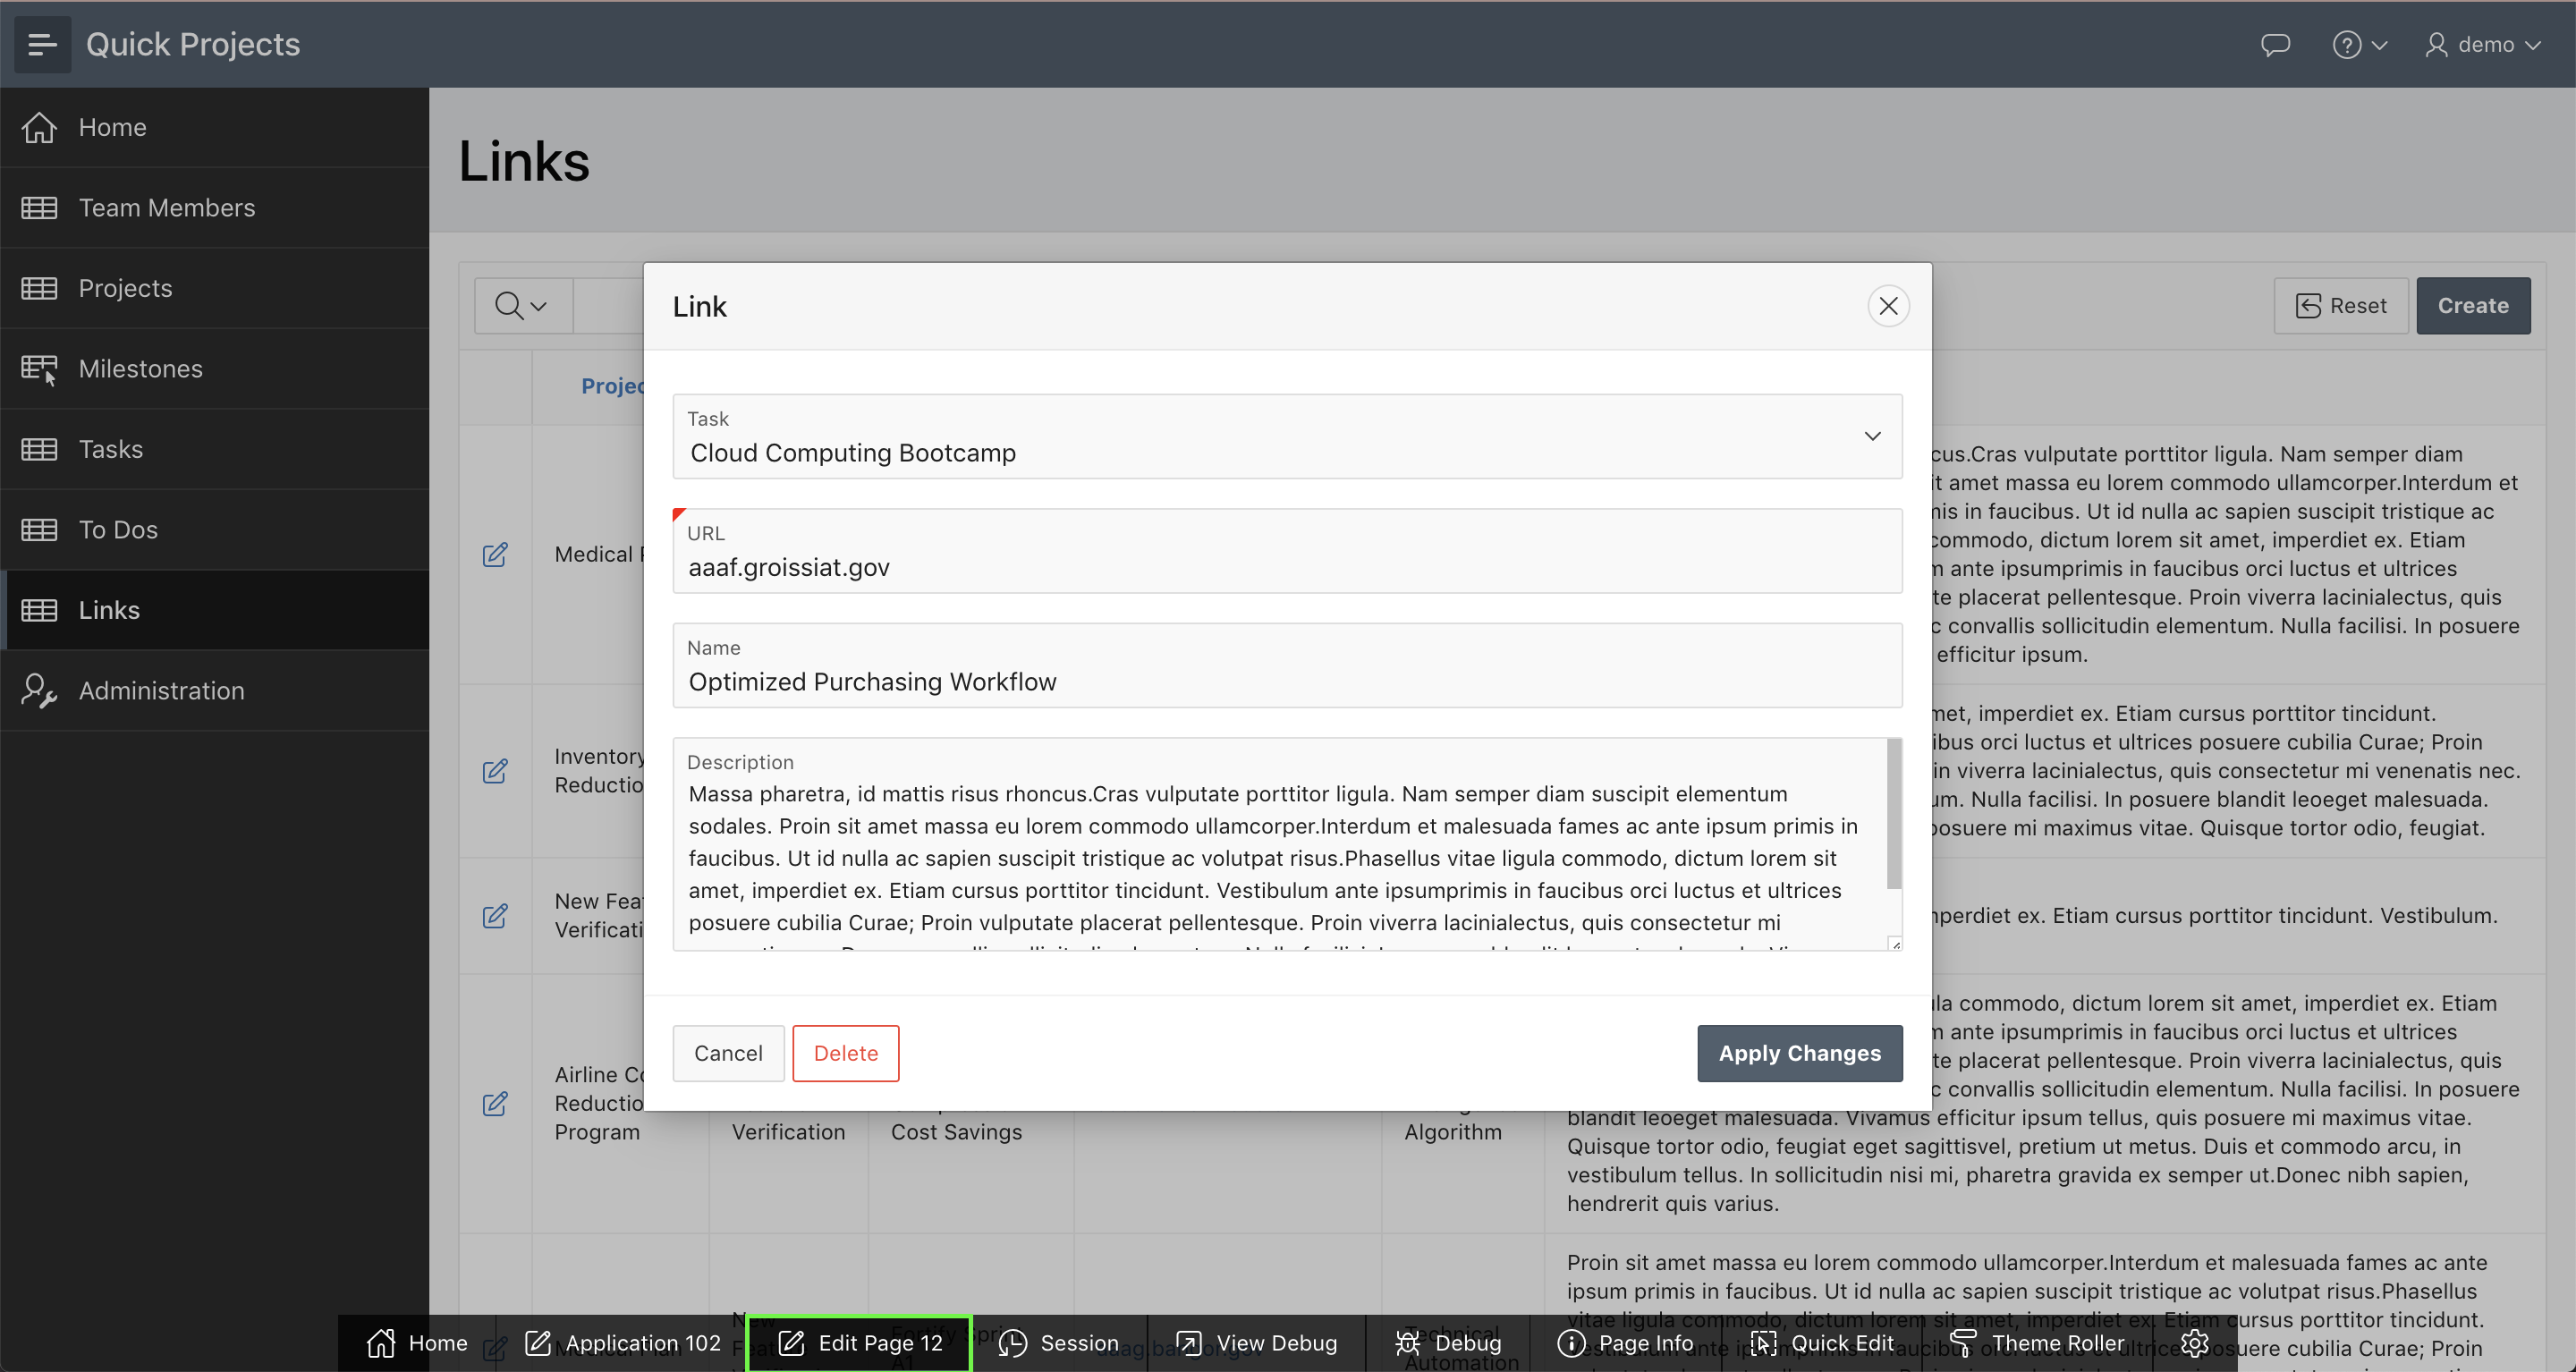 Quick Projects
demo
Home
Team Members
Projects
Milestones
Tasks
To Dos
Links
Administration
Links
Reset
Create
Link
Task
Cloud Computing Bootcamp
URL
aaaf.groissiat.gov
Name
Optimized Purchasing Workflow
Description
Massa pharetra, id mattis risus rhoncus.Cras vulputate porttitor ligula. Nam semper diam suscipit elementum
sodales. Proin sit amet massa eu lorem commodo ullamcorper.Interdum et malesuada fames ac ante ipsum primis in
faucibus. Ut id nulla ac sapien suscipit tristique ac volutpat risus.Phasellus vitae ligula commodo, dictum lorem sit
amet, imperdiet ex. Etiam cursus porttitor tincidunt. Vestibulum ante ipsumprimis in faucibus orci luctus et ultrices
posuere cubilia Curae; Proin vulputate placerat pellentesque. Proin viverra lacinialectus, quis consectetur mi
Cancel
Delete
Apply Changes
Medical
Inventory
New
Airline
Program
Verification
Cost Savings
Algorithm
cus.Cras vulputate porttitor ligula. Nam semper diam
it amet massa eu lorem commodo ullamcorper.Interdum et
nis in faucibus. Ut id nulla ac sapien suscipit tristique ac
commodo, dictum lorem sit amet, imperdiet ex. Etiam
ante ipsumprimis in faucibus orci luctus et ultrices
te placerat pellentesque. Proin viverra lacinialectus, quis
c convallis sollicitudin elementum. Nulla facilisi. In posuere
efficitur ipsum.
met, imperdiet ex. Etiam cursus porttitor tincidunt.
ibus orci luctus et ultrices posuere cubilia Curae; Proin
in viverra lacinialectus, quis consectetur mi venenatis nec.
um. Nulla facilisi. In posuere blandit leoeget malesuada.
posuere mi maximus vitae. Quisque tortor odio, feugiat.
nperdiet ex. Etiam cursus porttitor tincidunt. Vestibulum.
ula commodo, dictum lorem sit amet, imperdiet ex. Etiam
ante ipsumprimis in faucibus orci luctus et ultrices
te placerat pellentesque. Proin viverra lacinialectus, quis
c convallis sollicitudin elementum. Nulla facilisi. In posuere
blandit leoeget malesuada. Vivamus efficitur ipsum tellus, quis posuere mi maximus vitae.
Quisque tortor odio, feugiat eget sagittisvel, pretium ut metus. Duis et commodo arcu, in
vestibulum tellus. In sollicitudin nisi mi, pharetra gravida ex semper ut.Donec nibh sapien,
hendrerit quis varius.
Proin sit amet massa eu lorem commodo ullamcorper.Interdum et malesuada fames ac ante
ipsum primis in faucibus. Ut id nulla ac sapien suscipit tristique ac volutpat risus.Phasellus
vitae ligula commodo, dictum lorem sit amet, imperdiet ex. Etiam cursus porttitor tincidunt.
Home
Application 102
Edit Page 12
Session
View Debug
Debug
Page Info
Quick Edit
Theme Roller